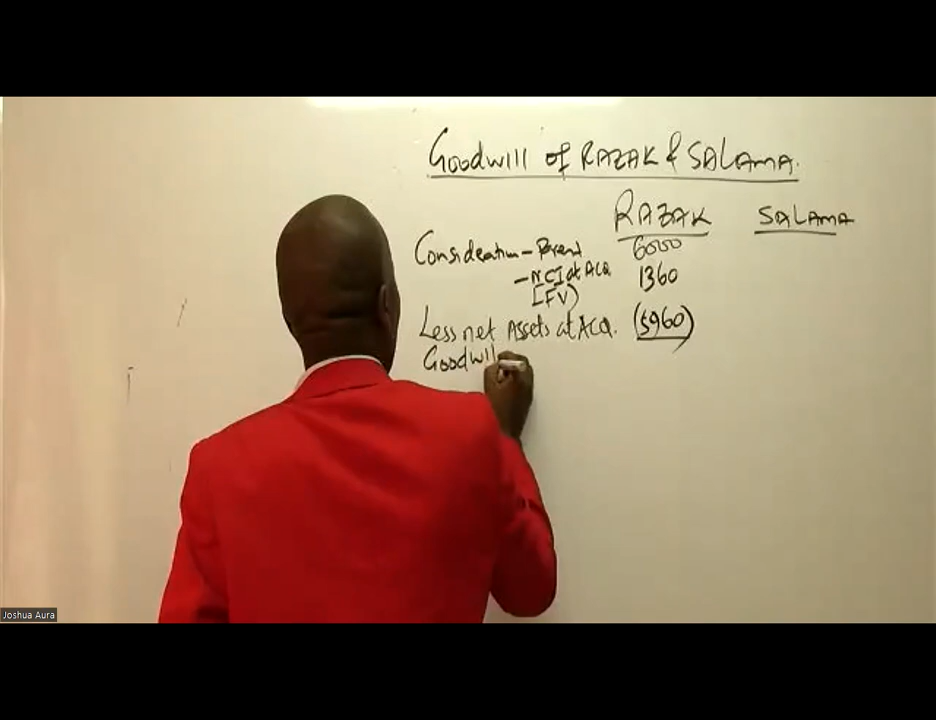 Goodwill of RAZAK & SALAMA.
RAZAK SALAMA
Consideration - Parent 6000
- NCI at ACQ 1360
[FV)
Less net Assets at ACQ. (5960)
Goodwill
Joshua Aura